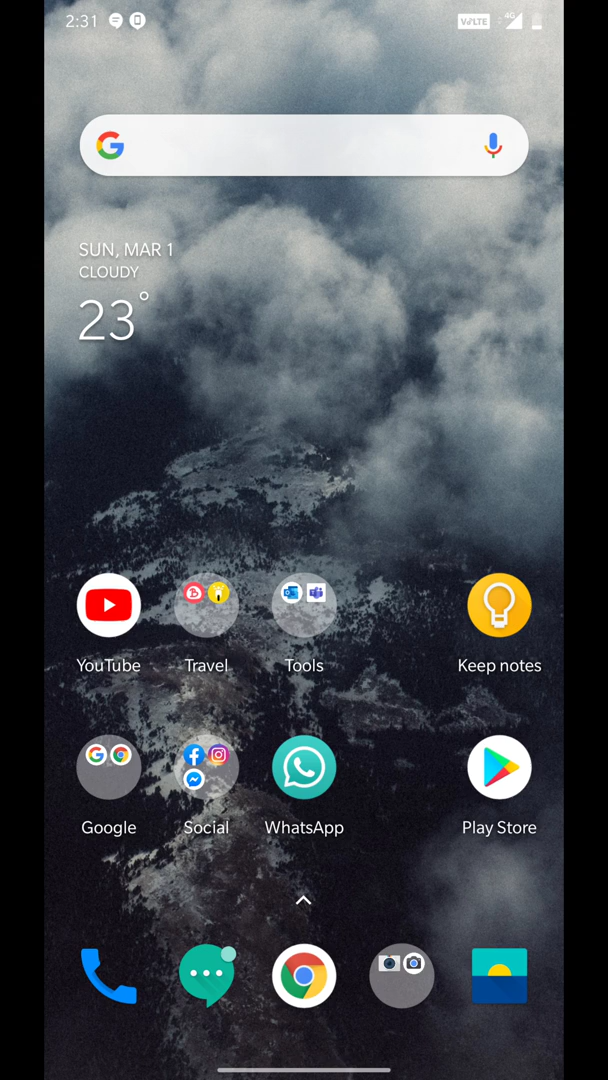 2:31
VoLTE 4G
SUN, MAR 1
CLOUDY
23°
YouTube Travel Tools Keep notes
Google Social WhatsApp Play Store